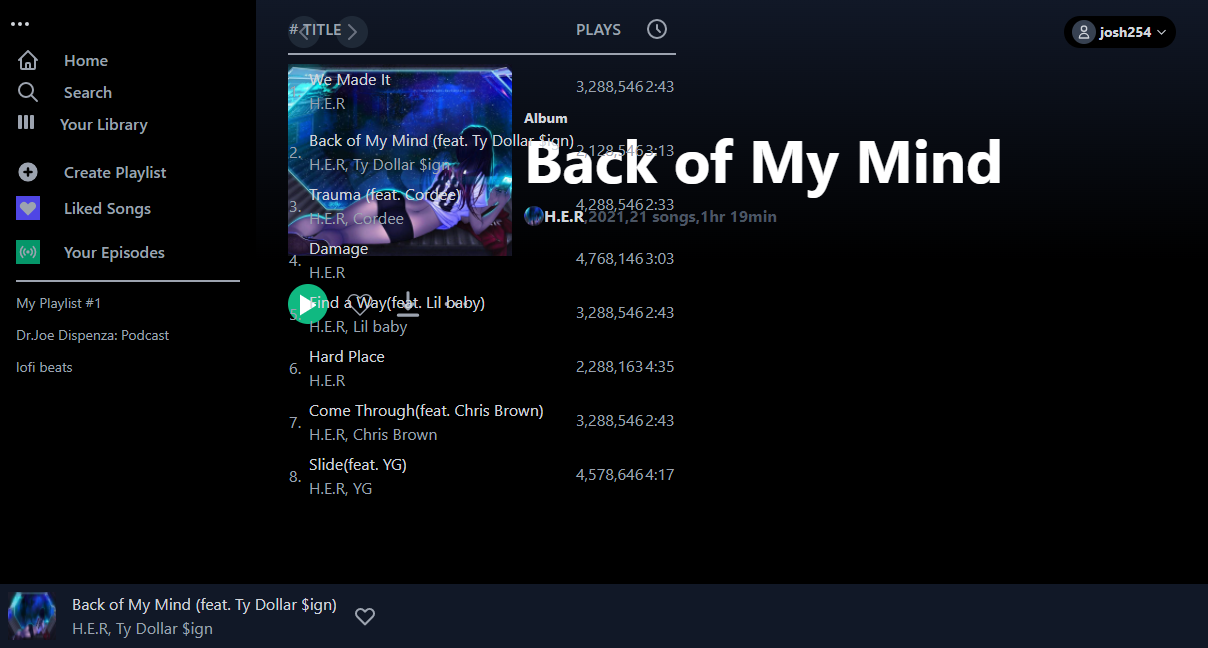 Home
Search
Your Library
Create Playlist
Liked Songs
Your Episodes
My Playlist #1
Dr.Joe Dispenza: Podcast
lofi beats
# TITLE PLAYS
josh254
Album
Back of My Mind
H.E.R 2021,21 songs,1hr 19min
We Made It 3,288,546 2:43
H.E.R
2. Back of My Mind (feat. Ty Dollar $ign) 2,128,546 3:13
H.E.R, Ty Dollar $ign
3. Trauma (feat. Cordee) 4,288,546 2:33
H.E.R, Cordee
4. Damage 4,768,146 3:03
H.E.R
5. Find a Way(feat. Lil baby) 3,288,546 2:43
H.E.R, Lil baby
6. Hard Place 2,288,163 4:35
H.E.R
7. Come Through(feat. Chris Brown) 3,288,546 2:43
H.E.R, Chris Brown
8. Slide(feat. YG) 4,578,646 4:17
H.E.R, YG
Back of My Mind (feat. Ty Dollar $ign)
H.E.R, Ty Dollar $ign